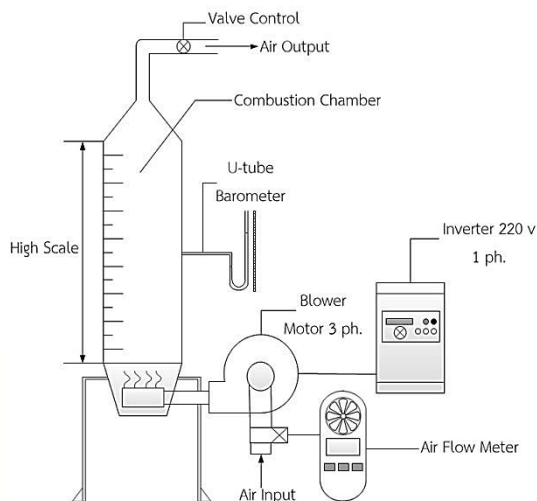 Valve Control
Air Output
Combustion Chamber
U-tube
Barometer
High Scale
Inverter 220 v
1 ph.
Blower
Motor 3 ph.
Air Flow Meter
Air Input